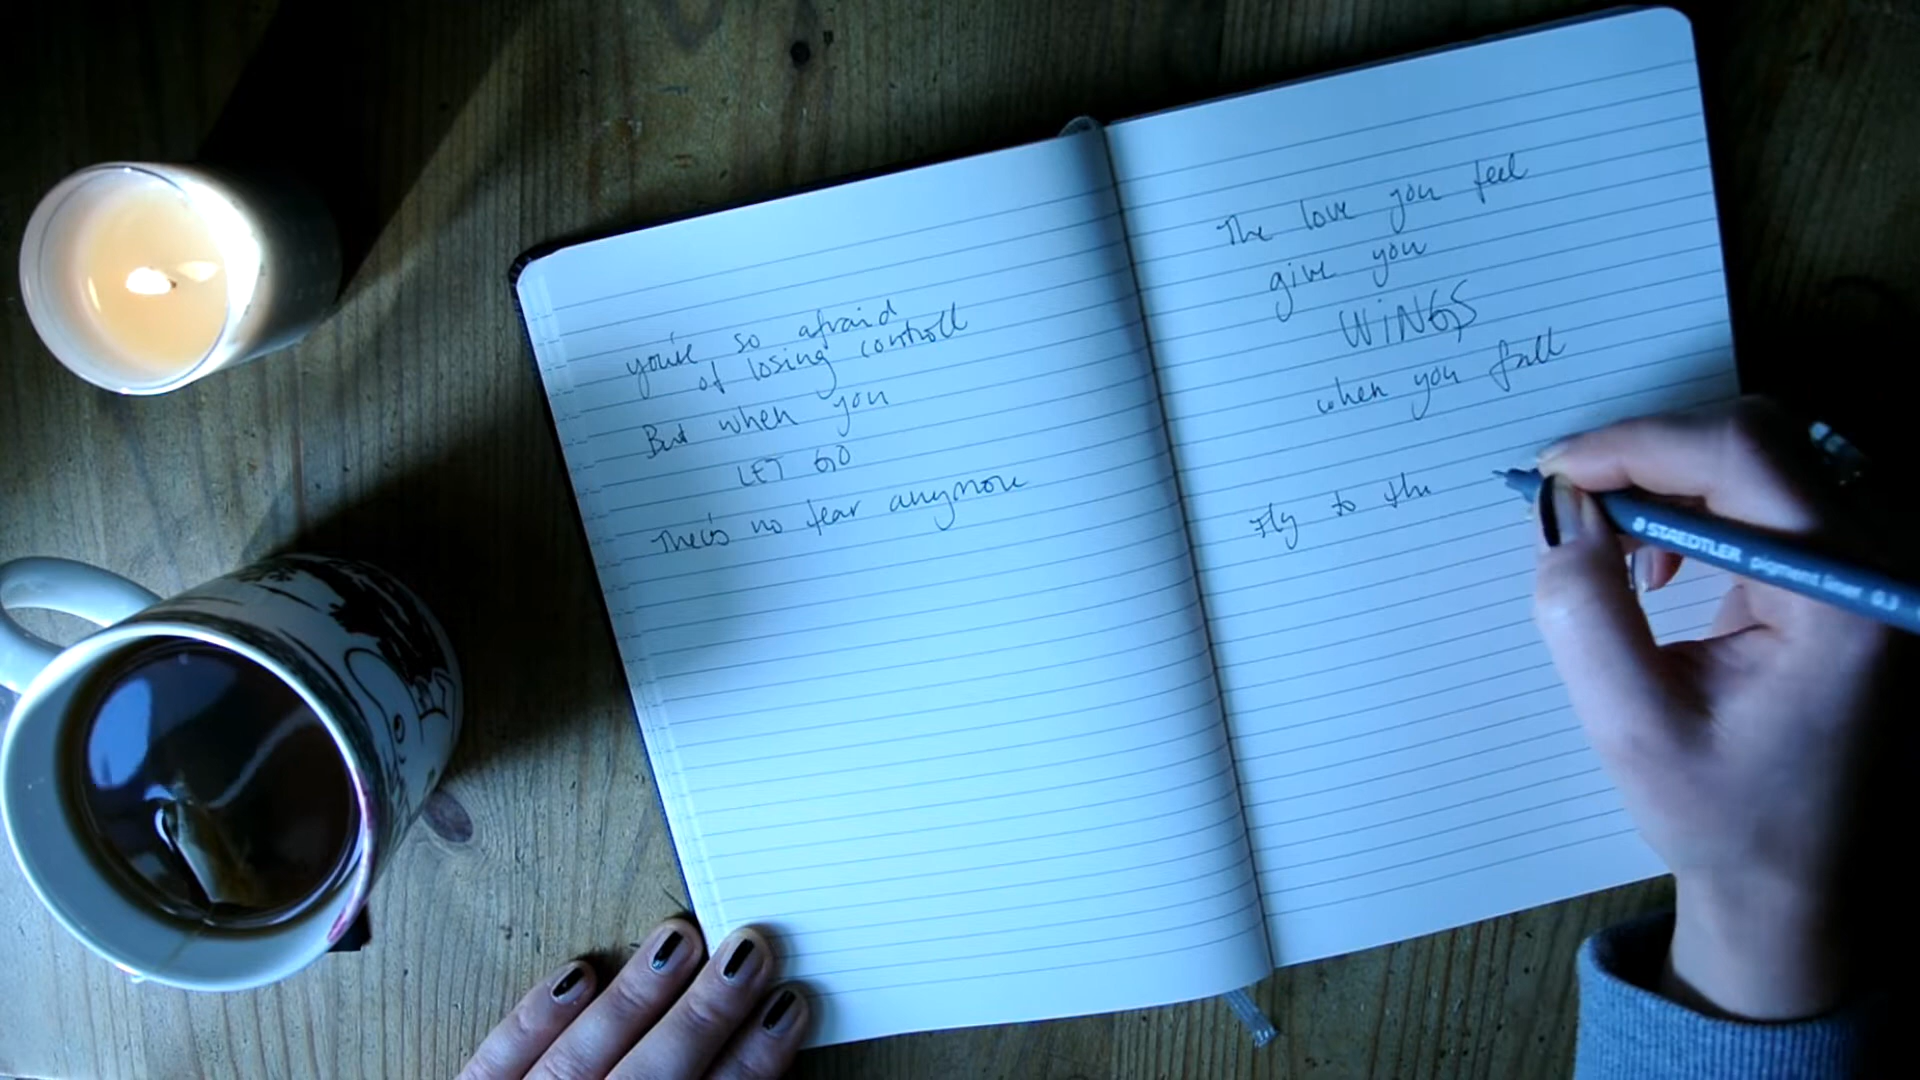 you're so afraid
of losing controll
But when you
LET GO
Ther's no fear anymore
The love you feel
give you
WiNGS
when you fall
Fly to the
STAEDTLER pigment liner 0.3